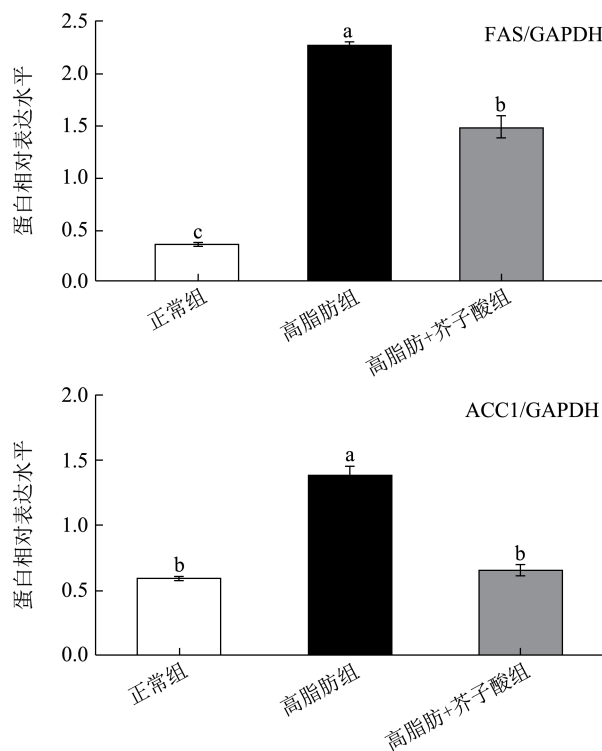 FAS/GAPDH
蛋白相对表达水平
2.5
2.0
1.5
1.0
0.5
0.0
c
a
b
正常组
高脂肪组
高脂肪+芥子酸组
ACC1/GAPDH
蛋白相对表达水平
2.0
1.5
1.0
0.5
0.0
b
a
b
正常组
高脂肪组
高脂肪+芥子酸组